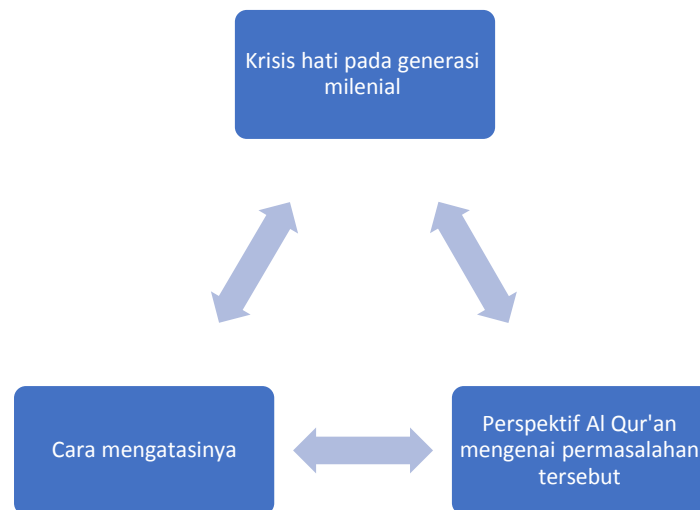 Krisis hati pada generasi
milenial
Cara mengatasinya
Perspektif Al Qur'an
mengenai permasalahan
tersebut